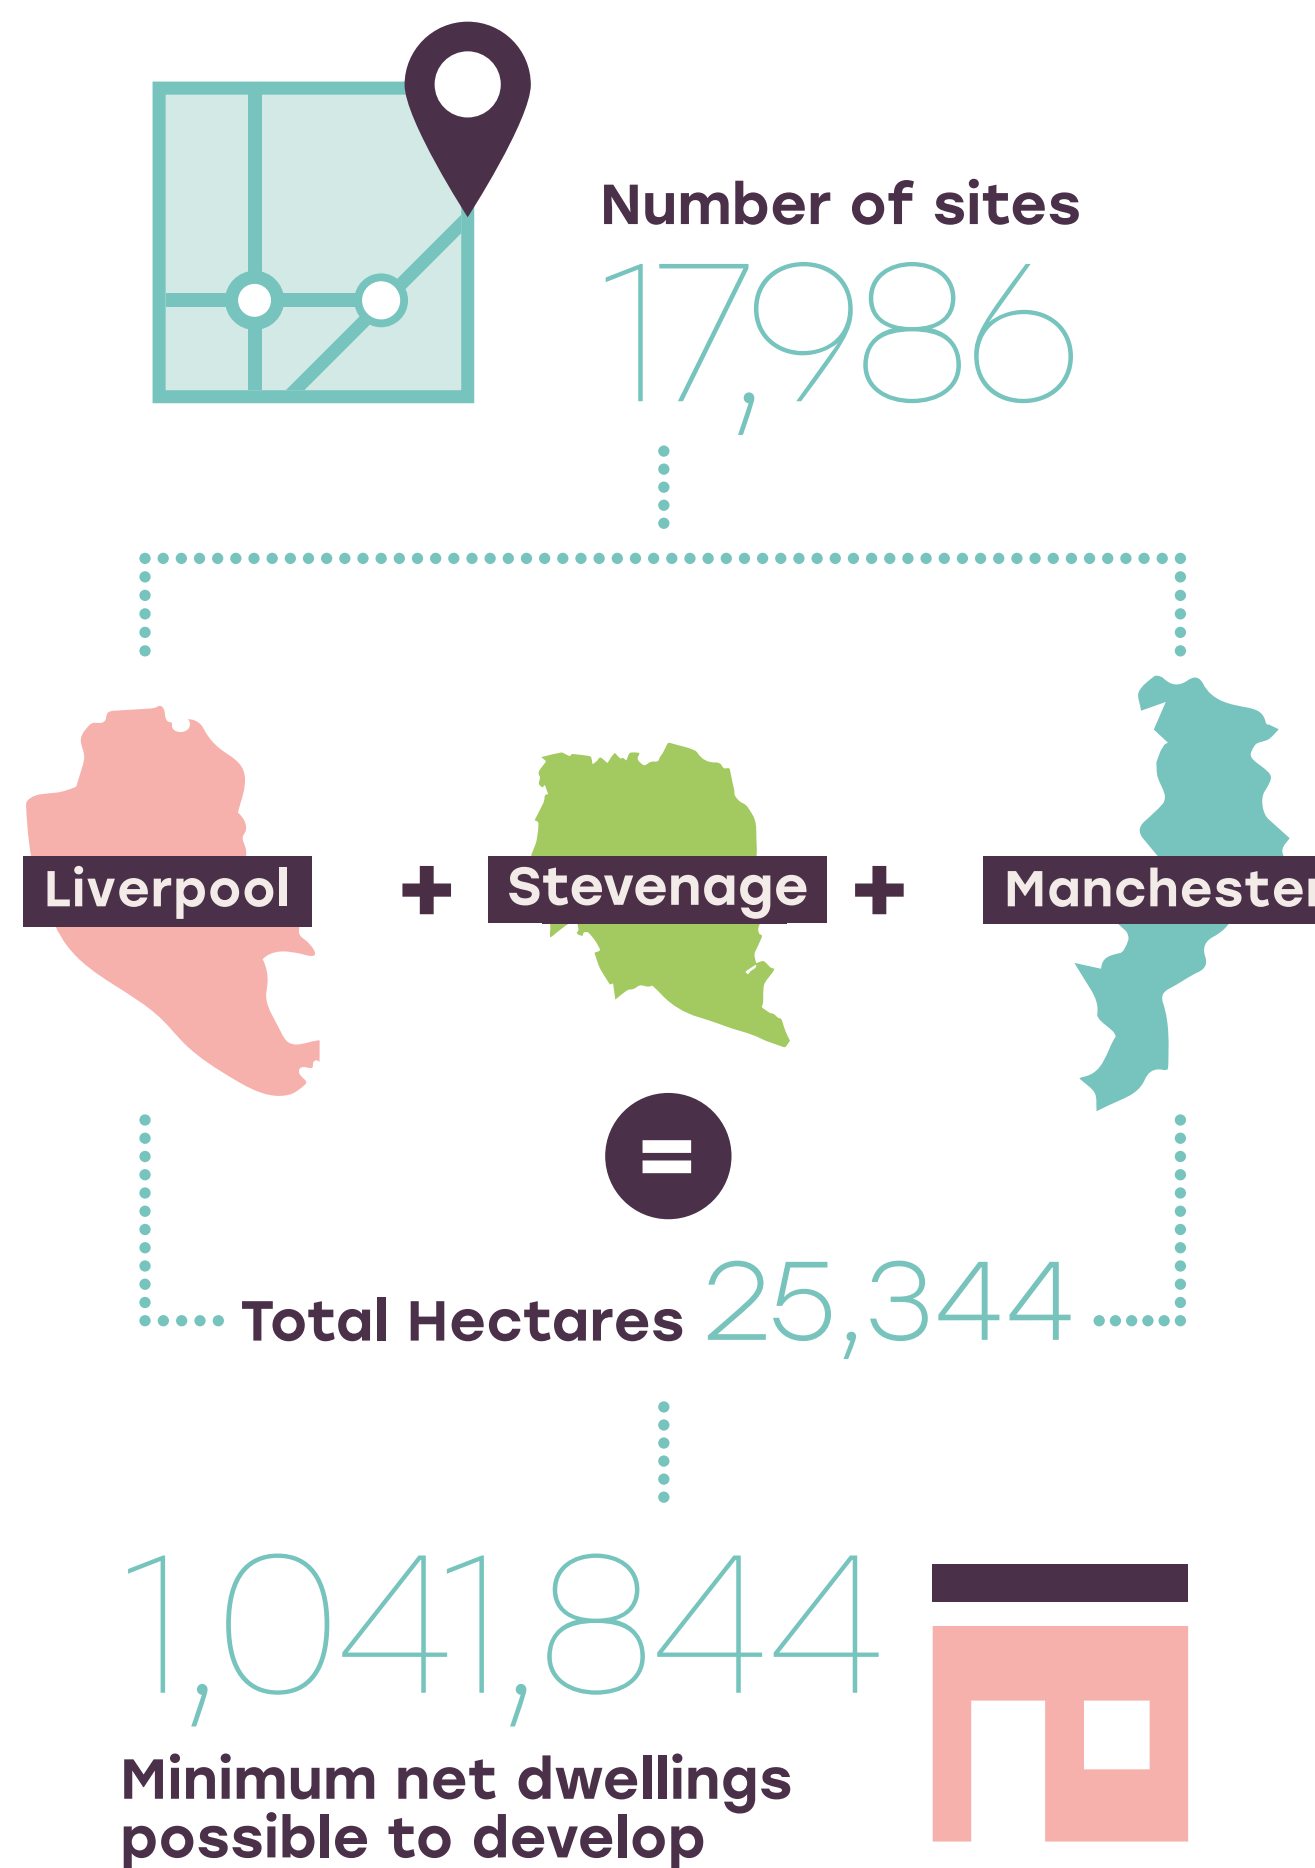 Number of sites
17,986
Liverpool + Stevenage + Manchester
=
Total Hectares 25,344
1,041,844
Minimum net dwellings
possible to develop